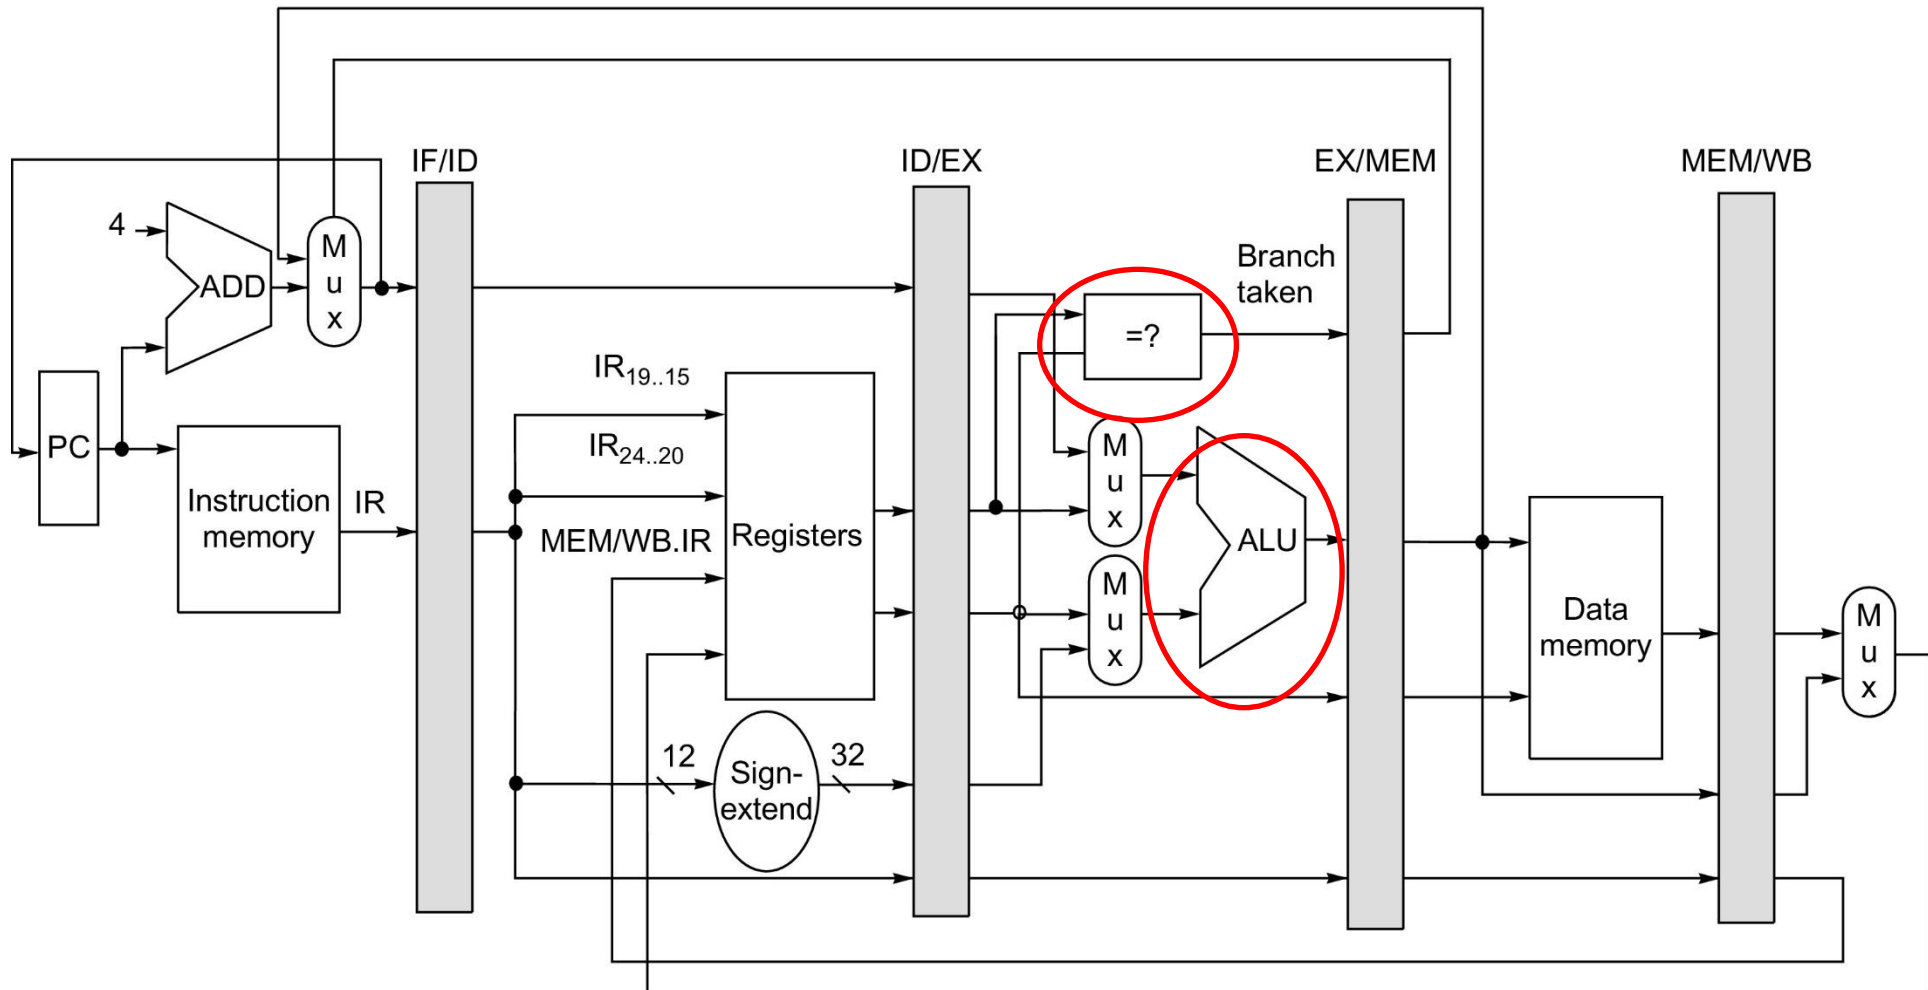 IF/ID
ID/EX
EX/MEM
MEM/WB
4
ADD
M
u
x
Branch
taken
=?
IR19..15
IR24..20
PC
Instruction
memory
IR
MEM/WB.IR
Registers
M
u
x
ALU
M
u
x
Data
memory
M
u
x
12
Sign-
extend
32